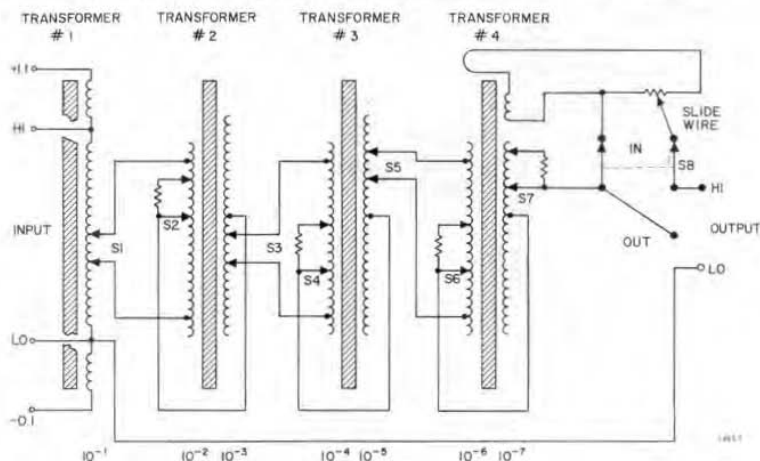 TRANSFORMER TRANSFORMER TRANSFORMER TRANSFORMER
# 1 # 2 # 3 # 4
+1.1
HI
INPUT
LO
-0.1
S1
S2
S3
S4
S5
S6
S7
SLIDE
WIRE
IN
S8
HI
OUT
OUTPUT
LO
10⁻¹ 10⁻² 10⁻³ 10⁻⁴ 10⁻⁵ 10⁻⁶ 10⁻⁷